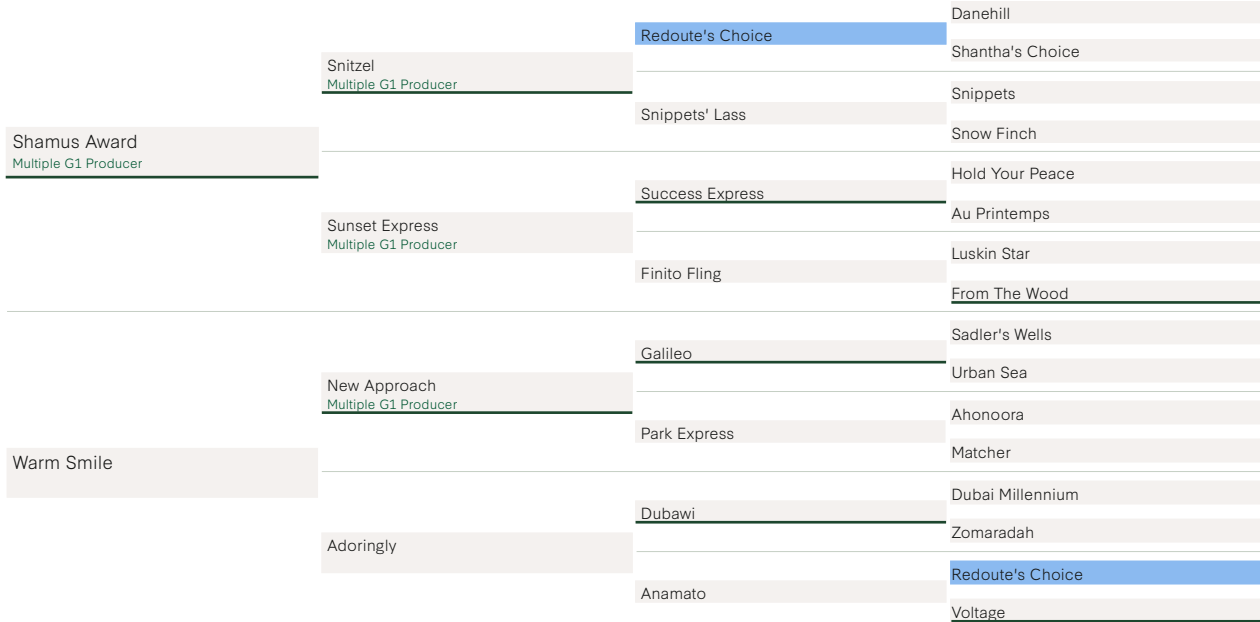 Danehill
Redoute's Choice
Shantha's Choice
Snitzel
Multiple G1 Producer
Snippets
Snippets' Lass
Snow Finch
Shamus Award
Multiple G1 Producer
Hold Your Peace
Success Express
Au Printemps
Sunset Express
Multiple G1 Producer
Luskin Star
Finito Fling
From The Wood
Sadler's Wells
Galileo
Urban Sea
New Approach
Multiple G1 Producer
Ahonoora
Park Express
Matcher
Warm Smile
Dubai Millennium
Dubawi
Zomaradah
Adoringly
Redoute's Choice
Anamato
Voltage